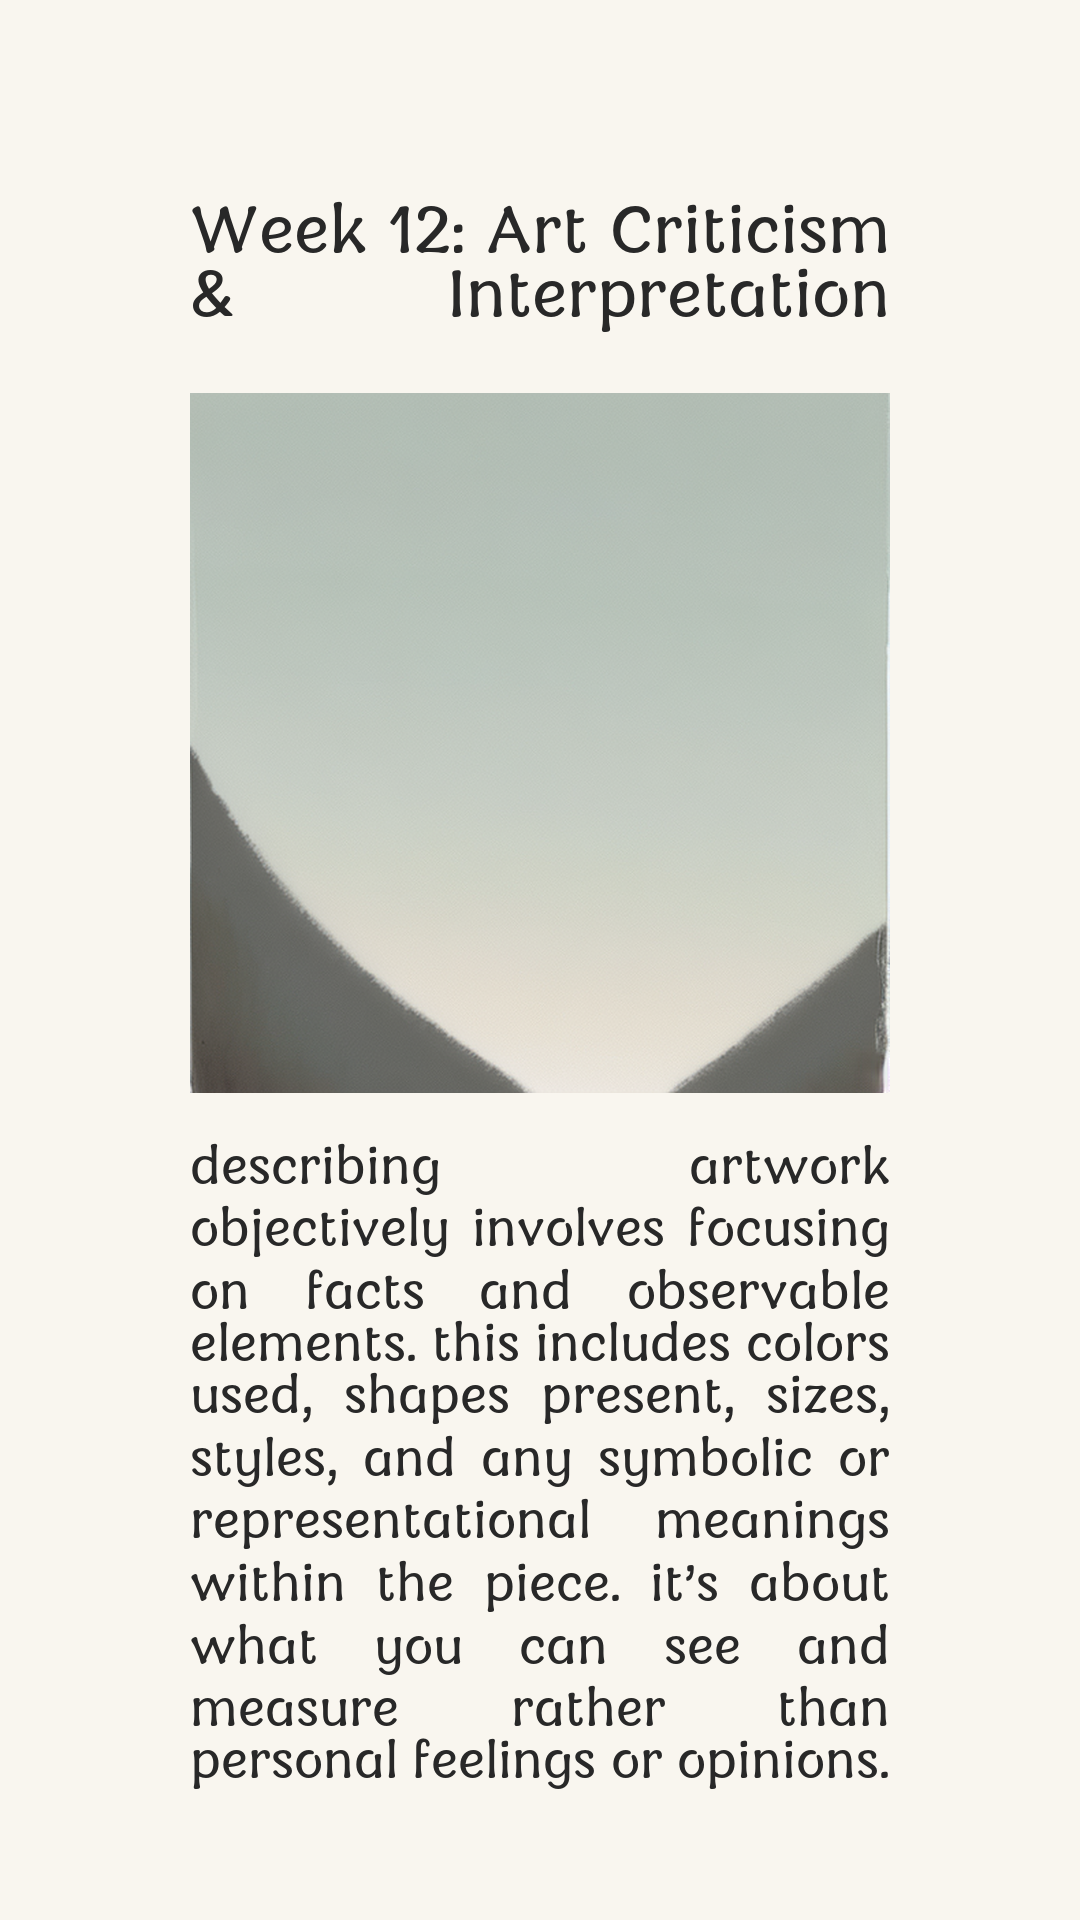 Week 12: Art Criticism
& Interpretation
describing artwork
objectively involves focusing
on facts and observable
elements. this includes colors
used, shapes present, sizes,
styles, and any symbolic or
representational meanings
within the piece. it’s about
what you can see and
measure rather than
personal feelings or opinions.